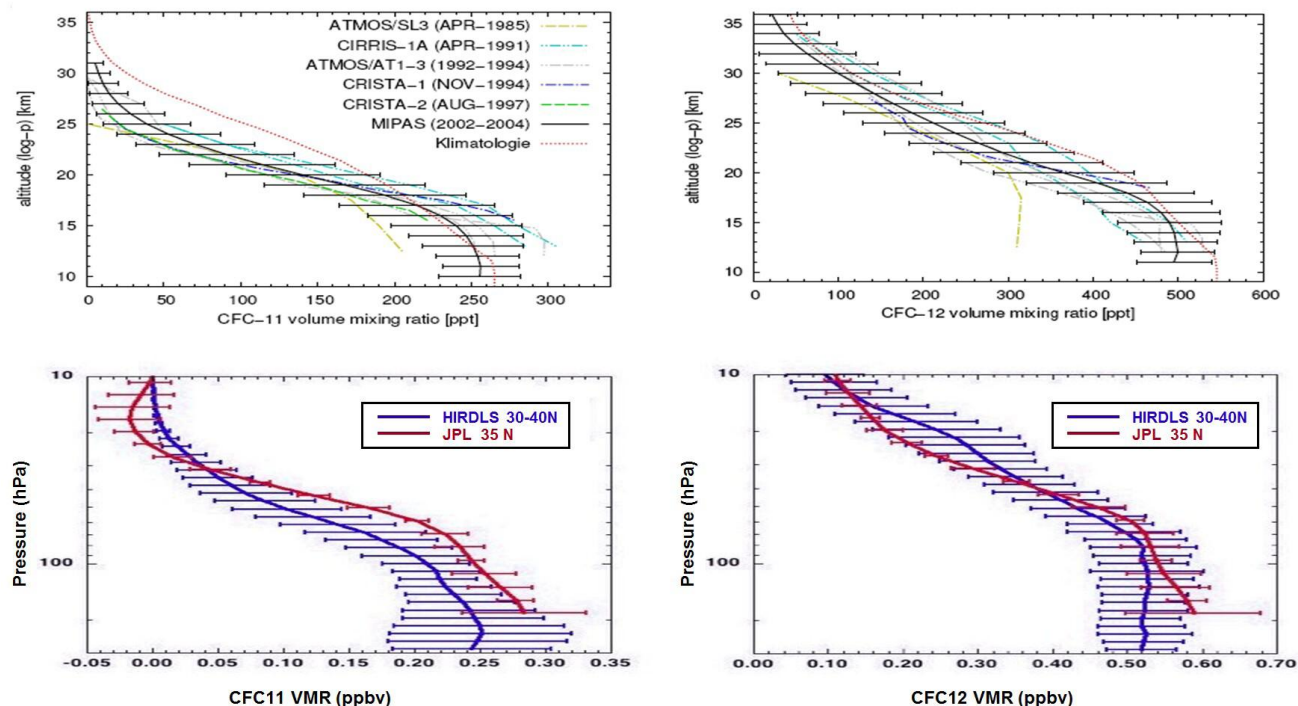 35
30
25
20
15
10
altitude (log-p) [km]
ATMOS/SL3 (APR-1985)
CIRRIS-1A (APR-1991)
ATMOS/AT1-3 (1992-1994)
CRISTA-1 (NOV-1994)
CRISTA-2 (AUG-1997)
MIPAS (2002-2004)
Klimatologie
0 50 100 150 200 250 300
CFC-11 volume mixing ratio [ppt]
35
30
25
20
15
10
altitude (log-p) [km]
0 100 200 300 400 500 600
CFC-12 volume mixing ratio [ppt]
10
100
Pressure (hPa)
HIRDLS 30-40N
JPL 35 N
-0.05 0.00 0.05 0.10 0.15 0.20 0.25 0.30 0.35
CFC11 VMR (ppbv)
10
100
Pressure (hPa)
HIRDLS 30-40N
JPL 35 N
0.00 0.10 0.20 0.30 0.40 0.50 0.60 0.70
CFC12 VMR (ppbv)